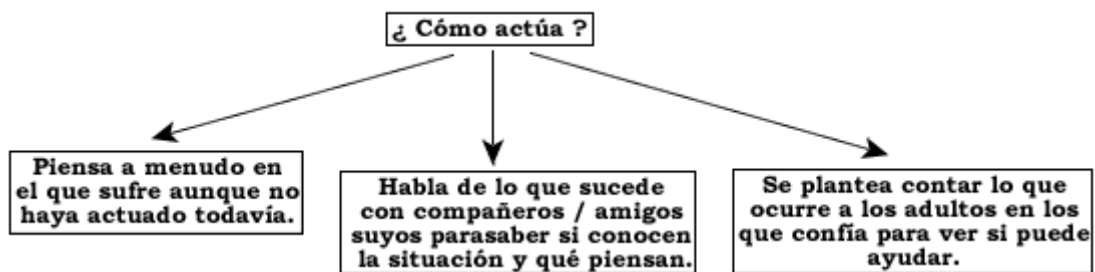 ¿ Cómo actúa ?
Piensa a menudo en
el que sufre aunque no
haya actuado todavía.
Habla de lo que sucede
con compañeros / amigos
suyos parasaber si conocen
la situación y qué piensan.
Se plantea contar lo que
ocurre a los adultos en los
que confía para ver si puede
ayudar.